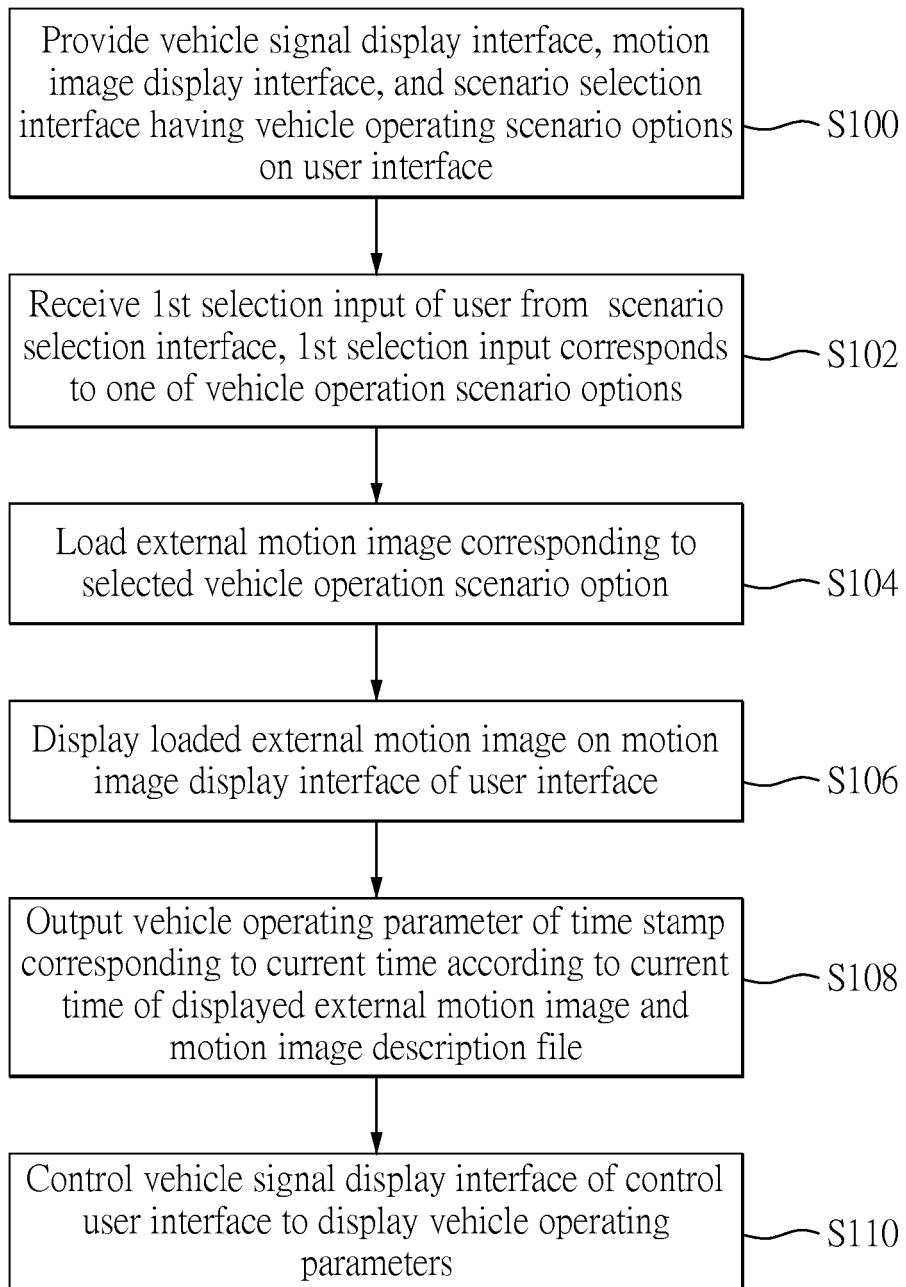 Provide vehicle signal display interface, motion
image display interface, and scenario selection
interface having vehicle operating scenario options
on user interface
S100
Receive 1st selection input of user from scenario
selection interface, 1st selection input corresponds
to one of vehicle operation scenario options
S102
Load external motion image corresponding to
selected vehicle operation scenario option
S104
Display loaded external motion image on motion
image display interface of user interface
S106
Output vehicle operating parameter of time stamp
corresponding to current time according to current
time of displayed external motion image and
motion image description file
S108
Control vehicle signal display interface of control
user interface to display vehicle operating
parameters
S110